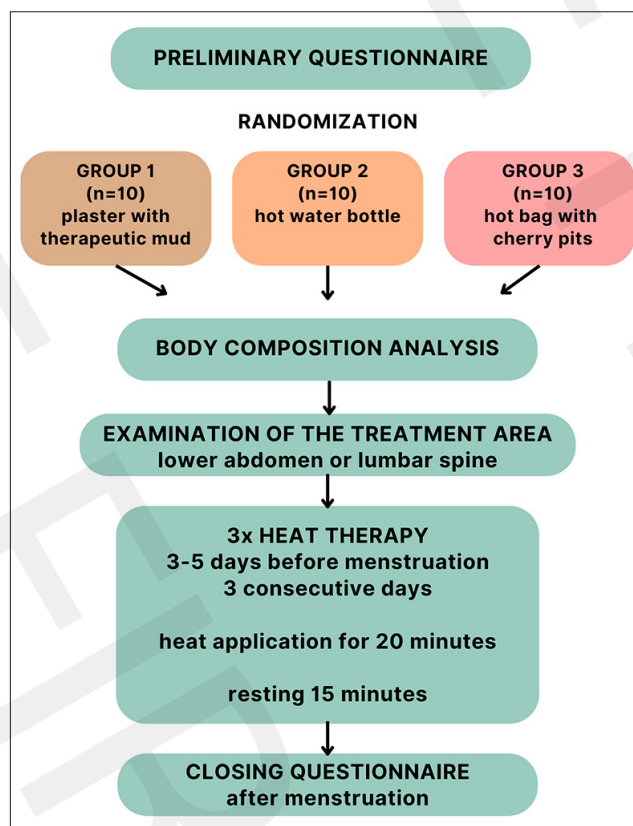 PRELIMINARY QUESTIONNAIRE
RANDOMIZATION
GROUP 1
(n=10)
plaster with
therapeutic mud
GROUP 2
(n=10)
hot water bottle
GROUP 3
(n=10)
hot bag with
cherry pits
BODY COMPOSITION ANALYSIS
EXAMINATION OF THE TREATMENT AREA
lower abdomen or lumbar spine
3x HEAT THERAPY
3-5 days before menstruation
3 consecutive days
heat application for 20 minutes
resting 15 minutes
CLOSING QUESTIONNAIRE
after menstruation